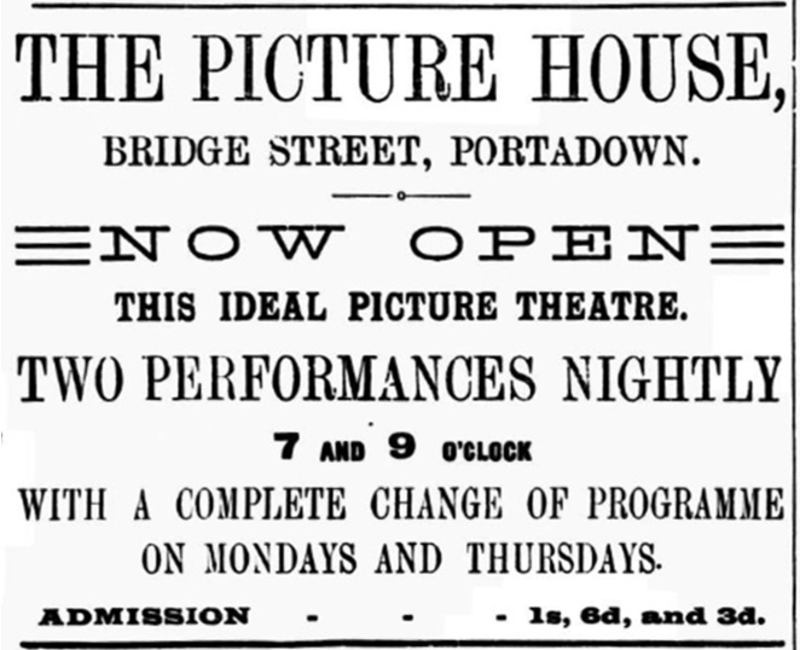 THE PICTURE HOUSE,
BRIDGE STREET, PORTADOWN.
NOW OPEN
THIS IDEAL PICTURE THEATRE.
TWO PERFORMANCES NIGHTLY
7 AND 9 O'CLOCK
WITH A COMPLETE CHANGE OF PROGRAMME
ON MONDAYS AND THURSDAYS.
ADMISSION - - - 1s, 6d, and 3d.